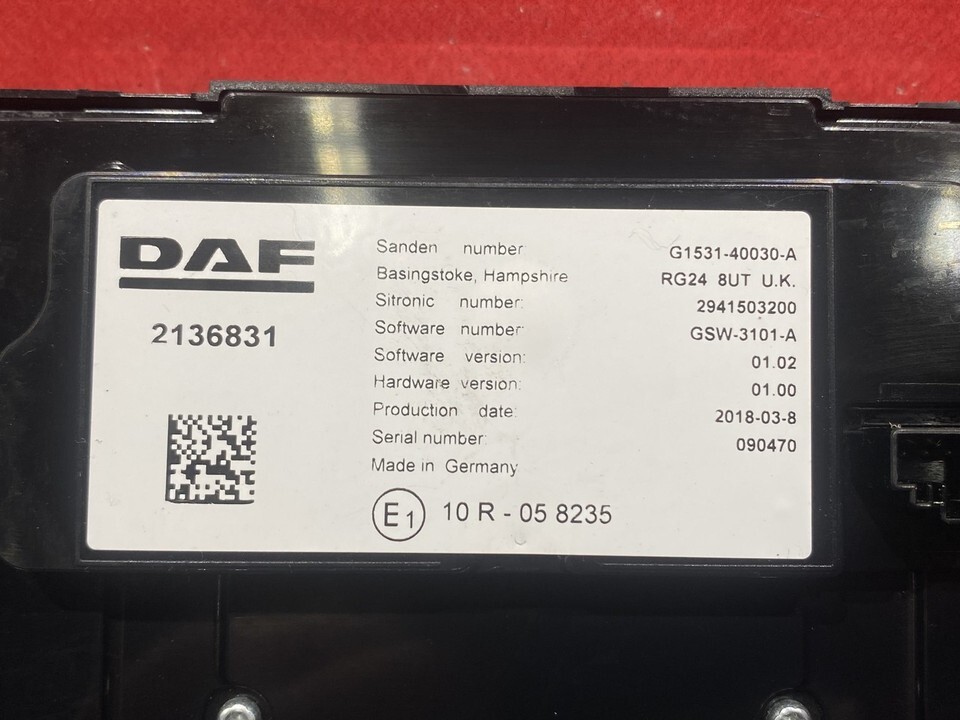 DAF
2136831
Sanden number G1531-40030-A
Basingstoke, Hampshire RG24 8UT U.K.
Sitronic number: 2941503200
Software number: GSW-3101-A
Software version: 01.02
Hardware version: 01.00
Production date: 2018-03-8
Serial number: 090470
Made in Germany
E1 10 R - 05 8235